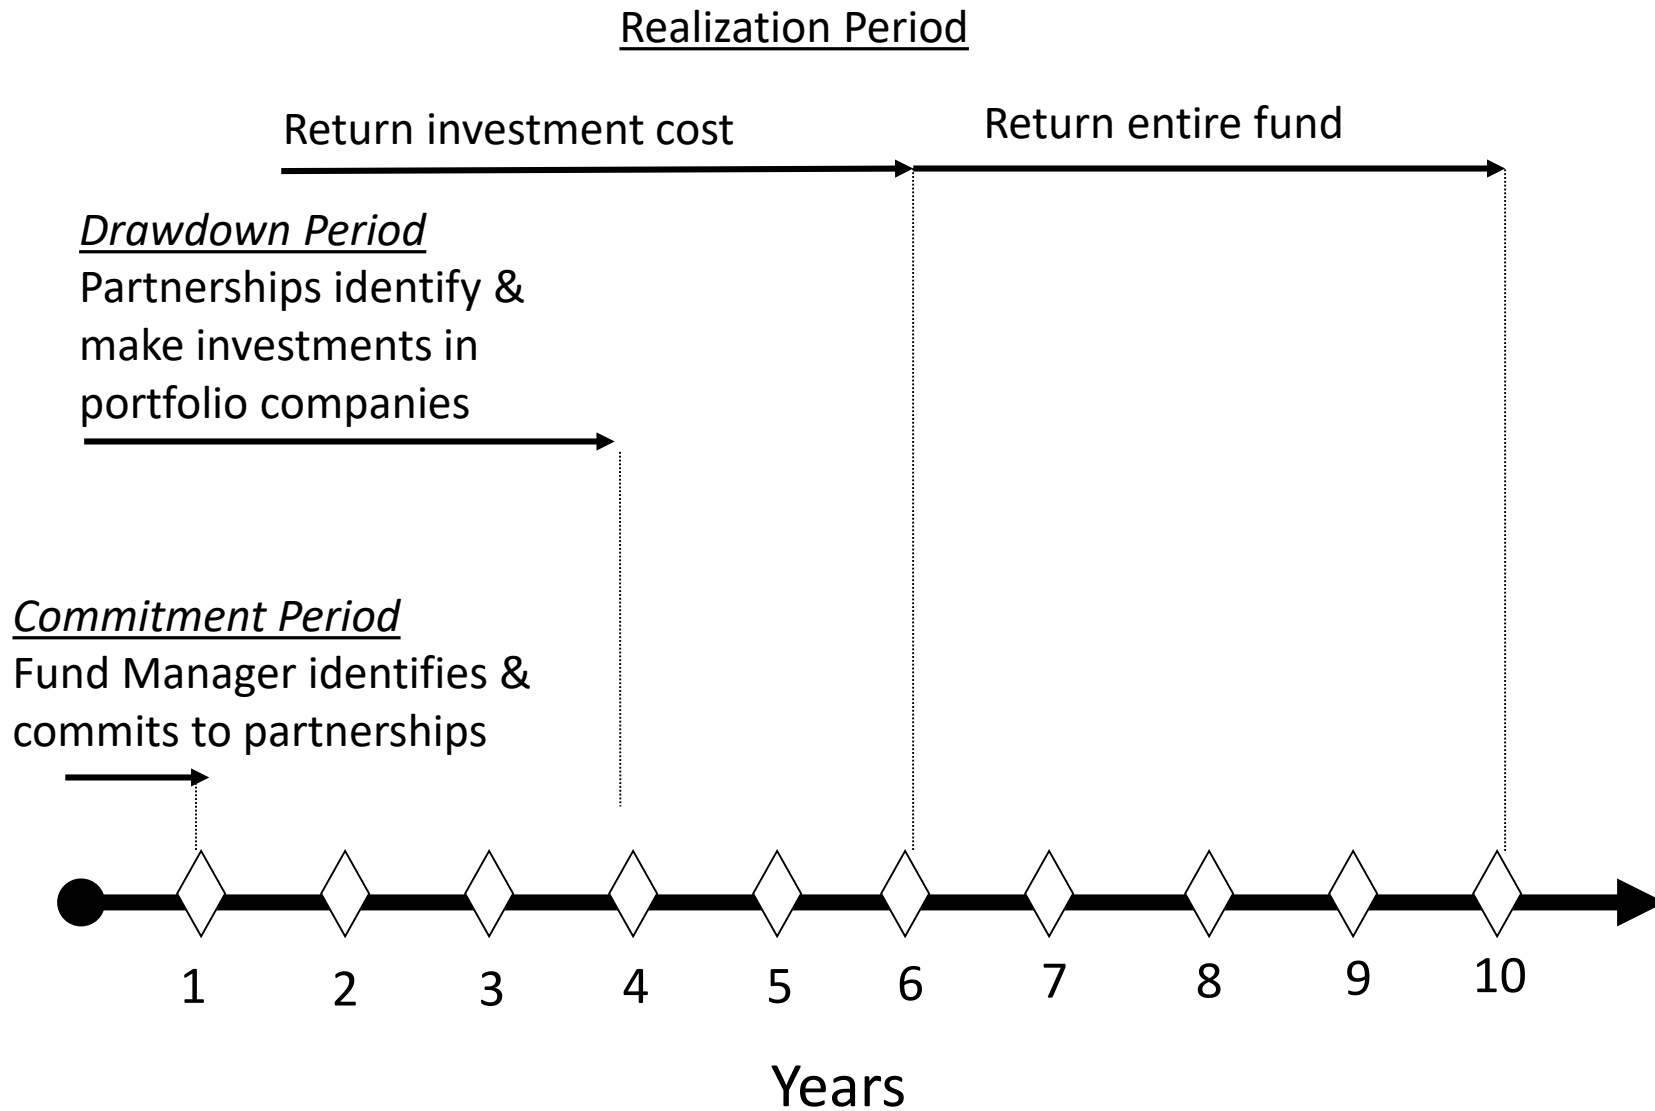 Realization Period
Return investment cost
Return entire fund
Drawdown Period
Partnerships identify &
make investments in
portfolio companies
Commitment Period
Fund Manager identifies &
commits to partnerships
1
2
3
4
5
6
7
8
9
10
Years